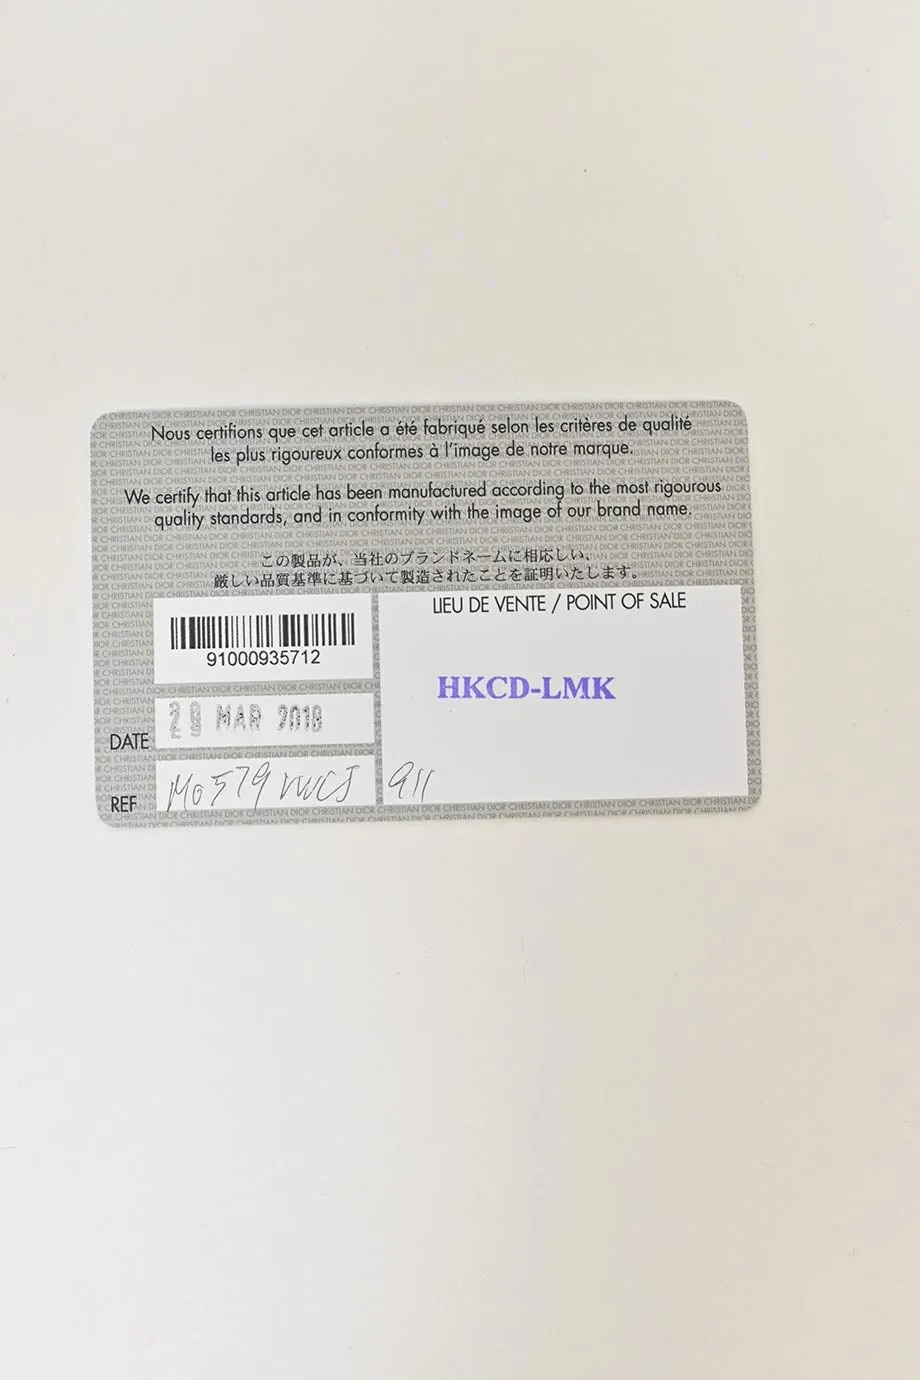 Nous certifions que cet article a été fabriqué selon les critères de qualité
les plus rigoureux conformes à l'image de notre marque.
We certify that this article has been manufactured according to the most rigourous
quality standards, and in conformity with the image of our brand name.
この製品が、当社のブランドネームに相応しい、
厳しい品質基準に基づいて製造されたことを証明いたします。
LIEU DE VENTE / POINT OF SALE
91000935712
HKCD-LMK
DATE MAR 2018
REF 911